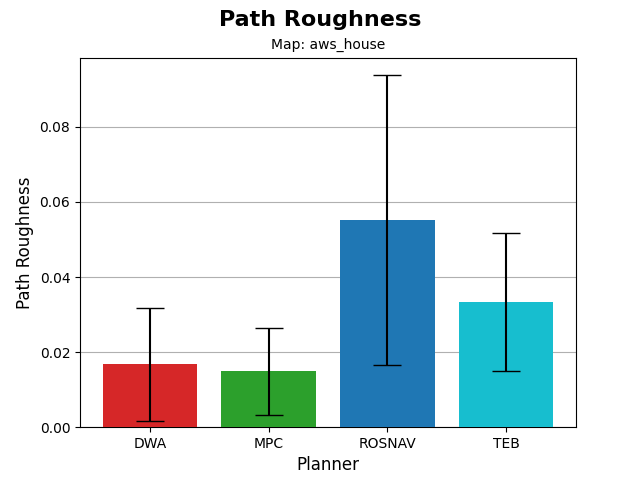 Path Roughness
Map: aws_house
Path Roughness
0.08
0.06
0.04
0.02
0.00
DWA MPC ROSNAV TEB
Planner